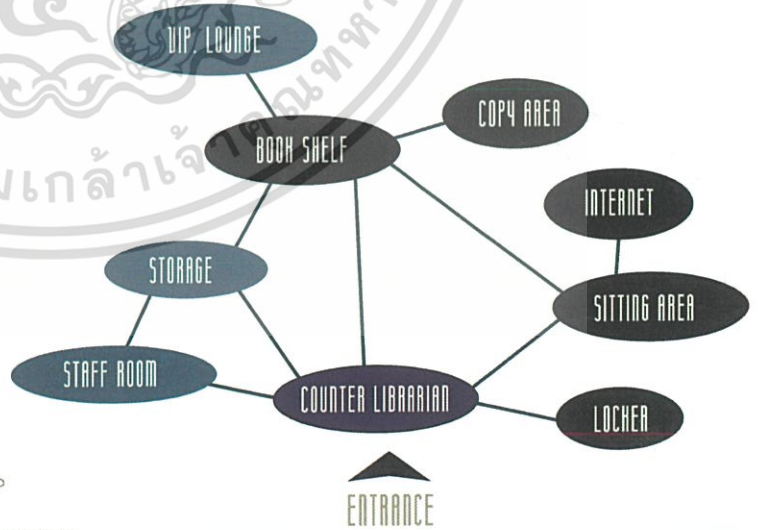 VIP. LOUNGE
COPY AREA
BOOK SHELF
INTERNET
STORAGE
SITTING AREA
STAFF ROOM
COUNTER LIBRARIAN
LOCKER
ENTRANCE